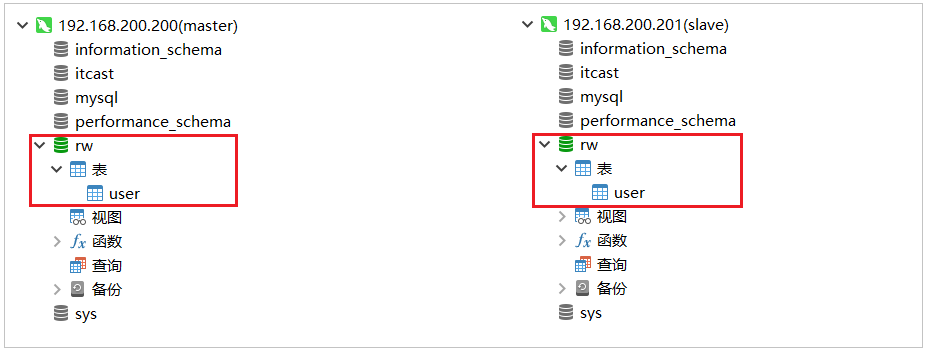 192.168.200.200(master)
information_schema
itcast
mysql
performance_schema
rw
表
user
视图
函数
查询
备份
sys
192.168.200.201(slave)
information_schema
itcast
mysql
performance_schema
rw
表
user
视图
函数
查询
备份
sys